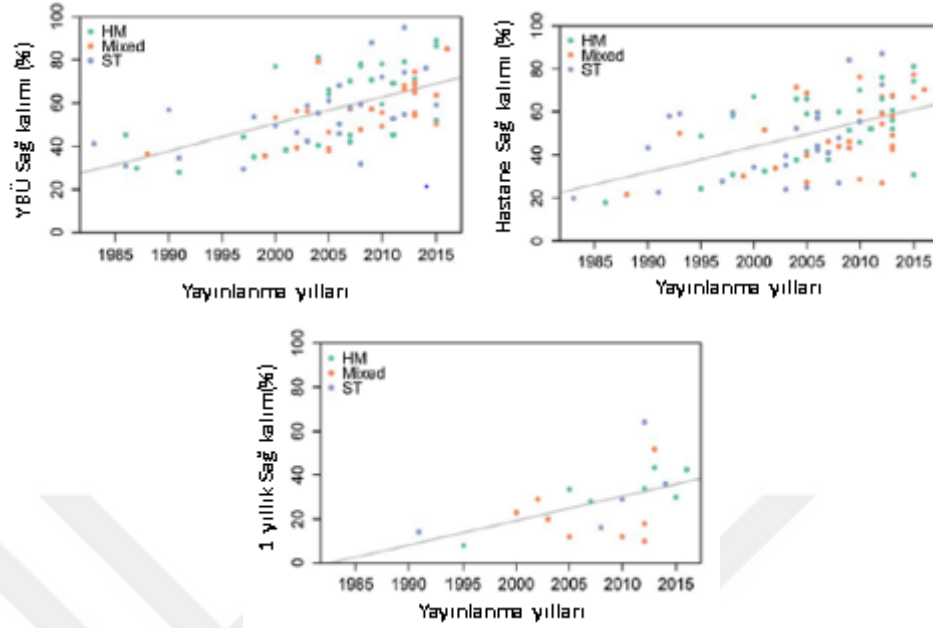 YBÜ Sağ kalımı (%)
100
80
60
40
20
0
HM
Mixed
ST
1985 1990 1995 2000 2005 2010 2015
Yayınlanma yılları
Hastane Sağ kalımı (%)
100
80
60
40
20
0
HM
Mixed
ST
1985 1990 1995 2000 2005 2010 2015
Yayınlanma yılları
1 yıllık Sağ kalım(%)
100
80
60
40
20
0
HM
Mixed
ST
1985 1990 1995 2000 2005 2010 2015
Yayınlanma yılları